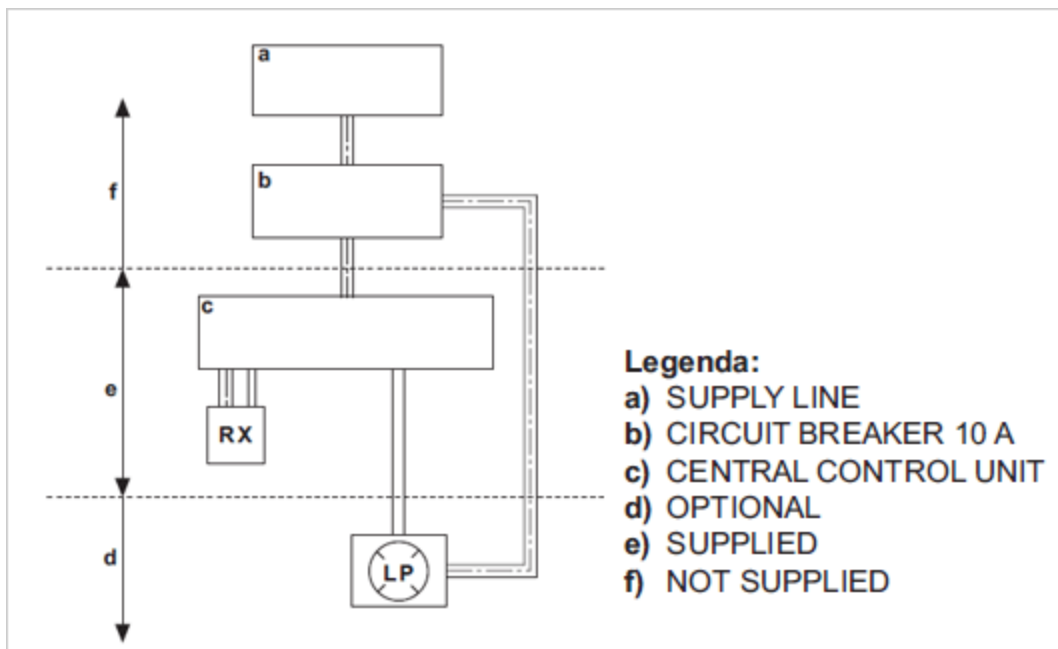 a
b
f
c
e
RX
d
LP
Legenda:
a) SUPPLY LINE
b) CIRCUIT BREAKER 10 A
c) CENTRAL CONTROL UNIT
d) OPTIONAL
e) SUPPLIED
f) NOT SUPPLIED